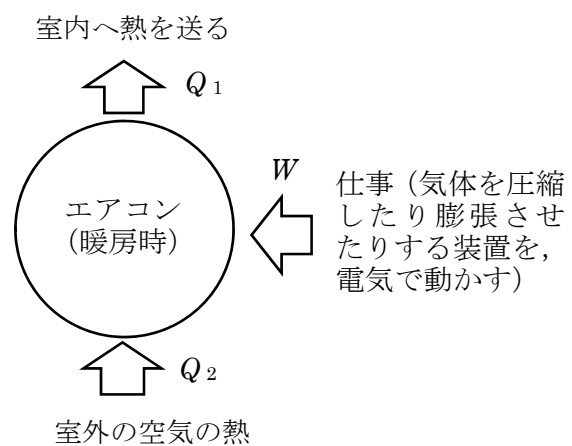 室内へ熱を送る
Q1
エアコン
（暖房時）
W
仕事（気体を圧縮
したり膨張させ
たりする装置を，
電気で動かす）
Q2
室外の空気の熱